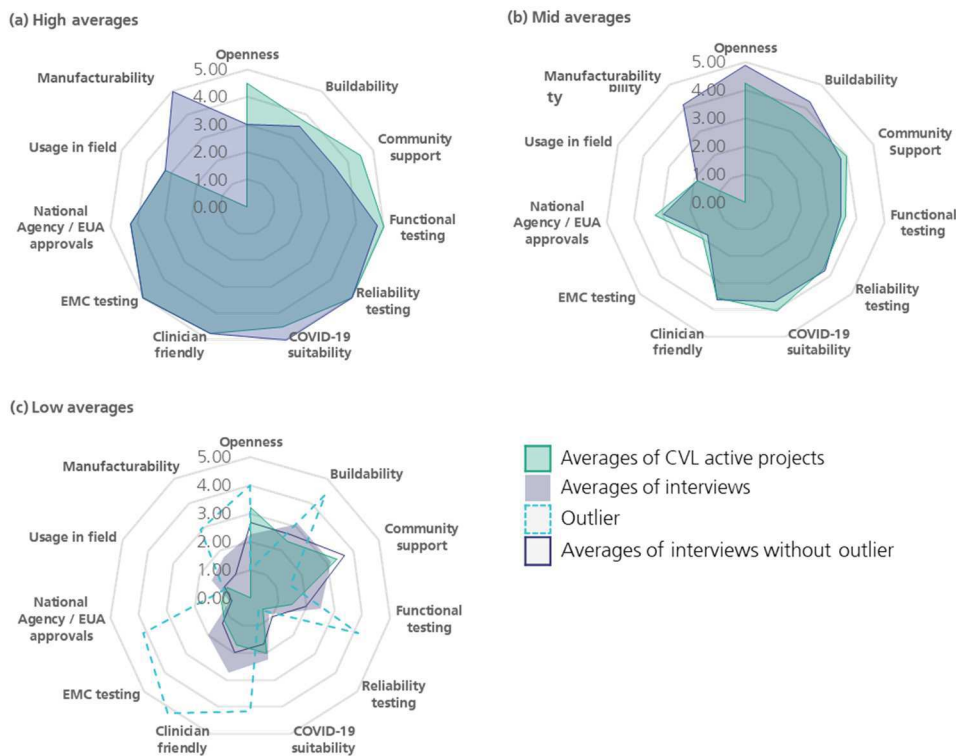 (a) High averages
Openness
5.00
4.00
3.00
2.00
1.00
0.00
Manufacturability
Buildability
Usage in field
Community
support
National
Agency / EUA
approvals
Functional
testing
EMC testing
Reliability
testing
Clinician
friendly
COVID-19
suitability
(b) Mid averages
Openness
5.00
4.00
3.00
2.00
1.00
0.00
Manufacturability
bility
ty
Buildability
Usage in field
Community
Support
National
Agency / EUA
approvals
Functional
testing
EMC testing
Reliability
testing
Clinician
friendly
COVID-19
suitability
(c) Low averages
Openness
5.00
4.00
3.00
2.00
1.00
0.00
Manufacturability
Buildability
Usage in field
Community
support
National
Agency / EUA
approvals
Functional
testing
EMC testing
Reliability
testing
Clinician
friendly
COVID-19
suitability
Averages of CVL active projects
Averages of interviews
Outlier
Averages of interviews without outlier